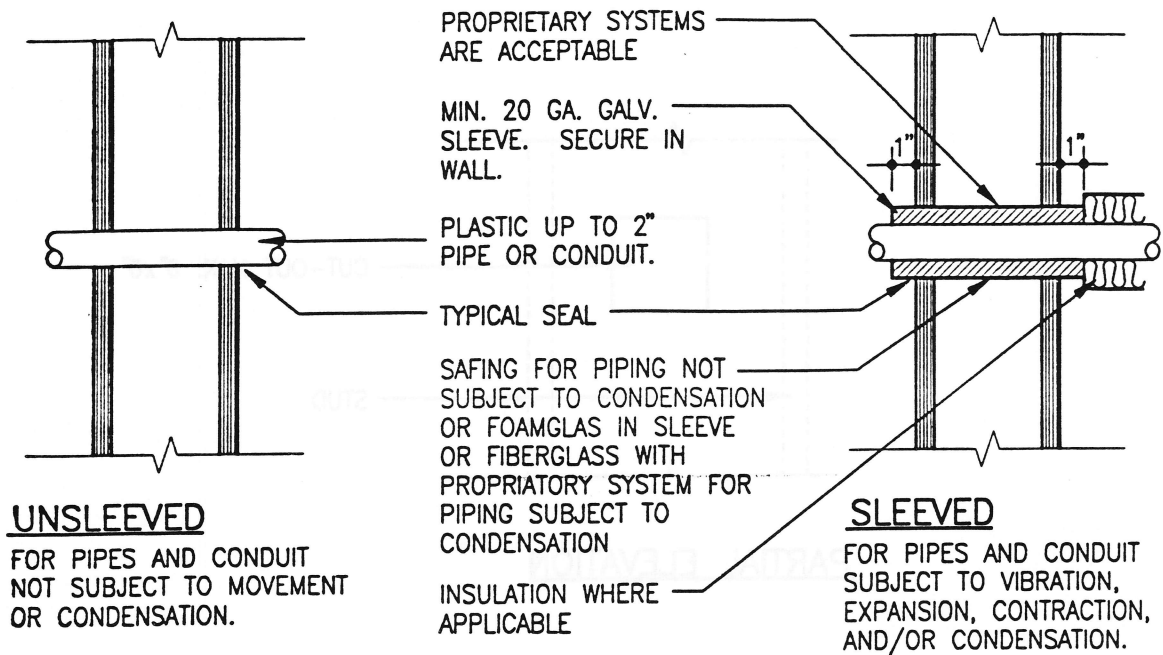 PROPRIETARY SYSTEMS
ARE ACCEPTABLE
MIN. 20 GA. GALV.
SLEEVE. SECURE IN
WALL.
1"
1"
PLASTIC UP TO 2"
PIPE OR CONDUIT.
TYPICAL SEAL
SAFING FOR PIPING NOT
SUBJECT TO CONDENSATION
OR FOAMGLAS IN SLEEVE
OR FIBERGLASS WITH
PROPRIATORY SYSTEM FOR
PIPING SUBJECT TO
CONDENSATION
INSULATION WHERE
APPLICABLE
UNSLEEVED
FOR PIPES AND CONDUIT
NOT SUBJECT TO MOVEMENT
OR CONDENSATION.
SLEEVED
FOR PIPES AND CONDUIT
SUBJECT TO VIBRATION,
EXPANSION, CONTRACTION,
AND/OR CONDENSATION.
STUD
PARTIAL ELEVATION